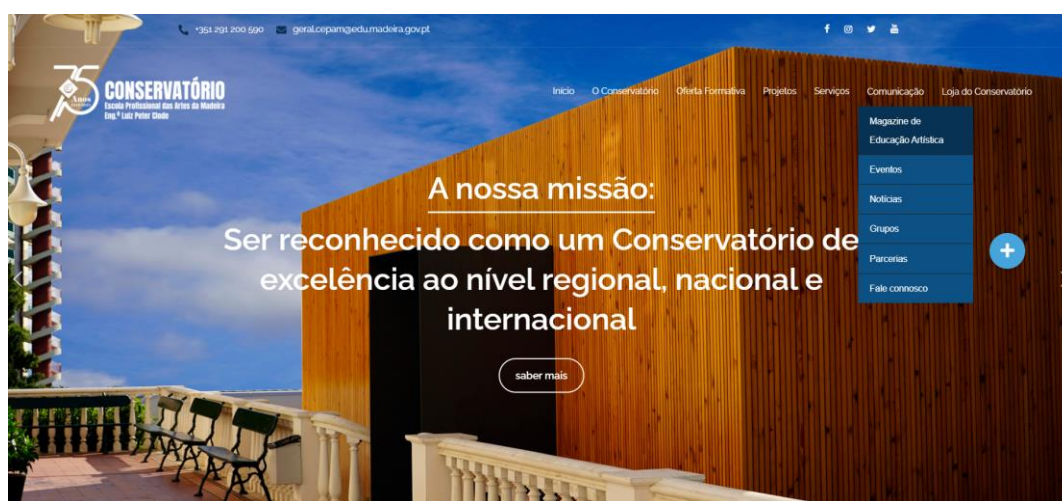 +351 291 200 590 geral.cepam@edu.madeira.gov.pt
75
Anos
CONSERVATÓRIO
Escola Profissional das Artes da Madeira
Eng.º Luiz Peter Clode
Início O Conservatório Oferta Formativa Projetos Serviços Comunicação Loja do Conservatório
Magazine de
Educação Artística
Eventos
Notícias
Grupos
Parcerias
Fale connosco
A nossa missão:
Ser reconhecido como um Conservatório de
excelência ao nível regional, nacional e
internacional
saber mais